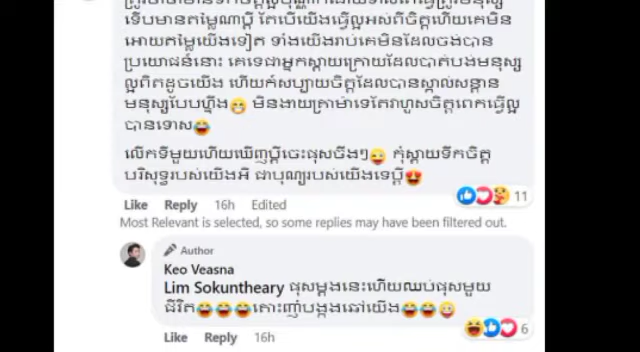 ទើបមានតម្លៃណាប្តី តែបើយើងធ្វើល្អអស់ពីចិត្តហើយគេមិន
អោយតម្លៃយើងទៀត ទាំងយើងរាប់គេមិនដែលចង់បាន
ប្រយោជន៍នោះ គេទេជាអ្នកស្តាយក្រោយដែលបាត់បង់មនុស្ស
ល្អពិតដូចយើង ហើយក៍សប្បាយចិត្តដែលបានស្គាល់សន្តាន
មនុស្សបែបហ្នឹង😁 មិនងាយក្រាម៉ាទេតែរាហួសចិត្តពេកធ្វើល្អ
បានទោស😂
លើកទីមួយហើយឃើញប្តីចេះផុសចឹងៗ😜 កុំស្តាយទឹកចិត្ត
បរិសុទ្ធរបស់យើងអី ជាបុណ្យរបស់យើងទេប្តី😍
Like Reply 16h Edited
11
Most Relevant is selected, so some replies may have been filtered out.
Author
Keo Veasna
Lim Sokuntheary ផុសម្តងនេះហើយឈប់ផុសមួយ
ជីវិត😂😂😂តោះញ៉ាំបង្កងឆៅយើង😂😂😜
6
Like Reply 16h